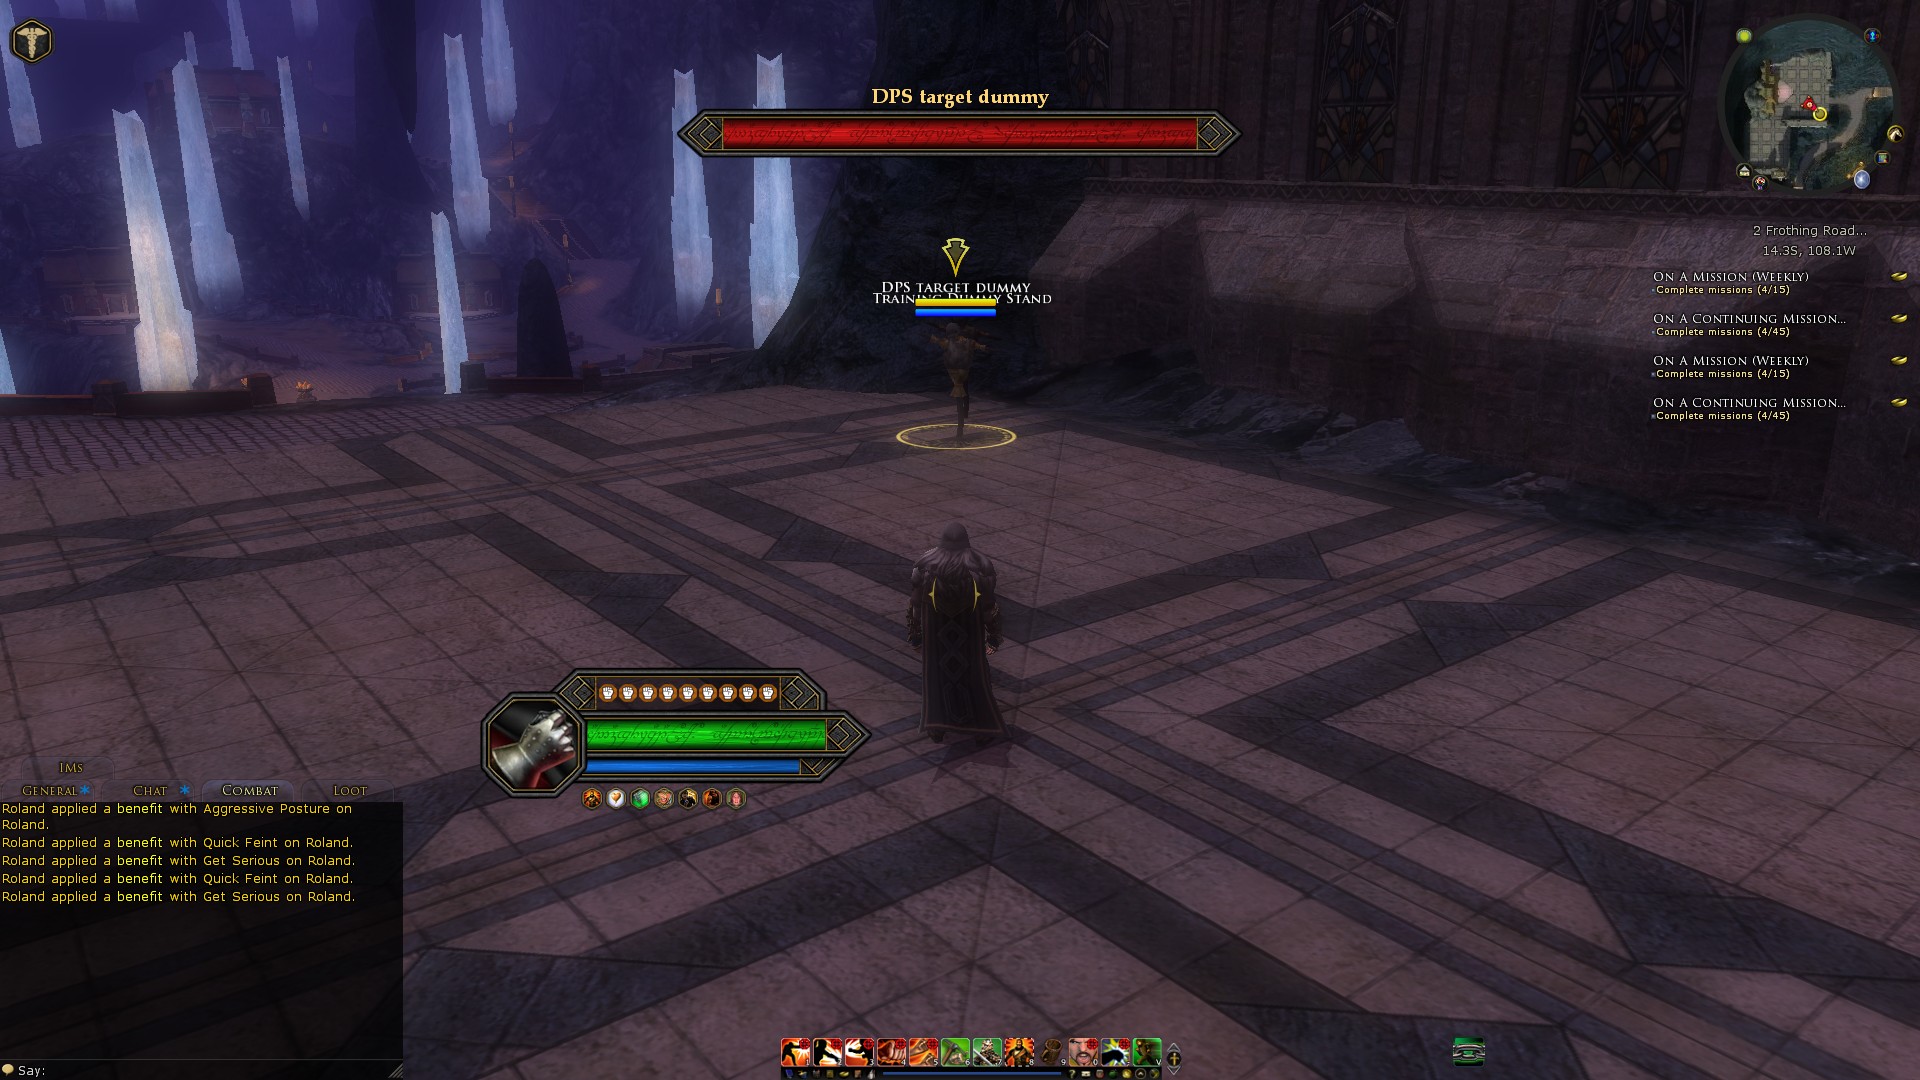 DPS target dummy
DPS target dummy
Training Dummy Stand
2 Frothing Road...
14.3S, 108.1W
On A Mission (Weekly)
Complete missions (4/15)
On A Continuing Mission...
Complete missions (4/45)
On A Mission (Weekly)
Complete missions (4/15)
On A Continuing Mission...
Complete missions (4/45)
IMs
General Chat Combat Loot
Roland applied a benefit with Aggressive Posture on
Roland.
Roland applied a benefit with Quick Feint on Roland.
Roland applied a benefit with Get Serious on Roland.
Roland applied a benefit with Quick Feint on Roland.
Roland applied a benefit with Get Serious on Roland.
Say: